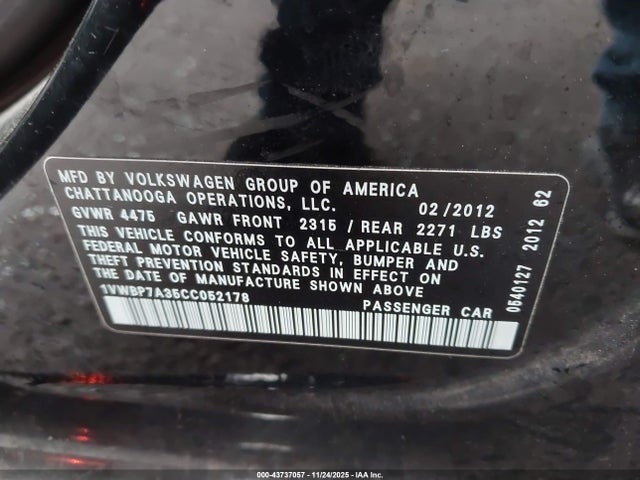 MFD BY VOLKSWAGEN GROUP OF AMERICA
CHATTANOOGA OPERATIONS, LLC. 02/2012
GVWR 4475 GAWR FRONT 2315 / REAR 2271 LBS
THIS VEHICLE CONFORMS TO ALL APPLICABLE U.S.
FEDERAL MOTOR VEHICLE SAFETY, BUMPER AND
THEFT PREVENTION STANDARDS IN EFFECT ON
THE DATE OF MANUFACTURE SHOWN ABOVE
1VWBP7A35CC052178 PASSENGER CAR
0540127 2012 62
000-43737057 - 11/24/2025 - IAA Inc.